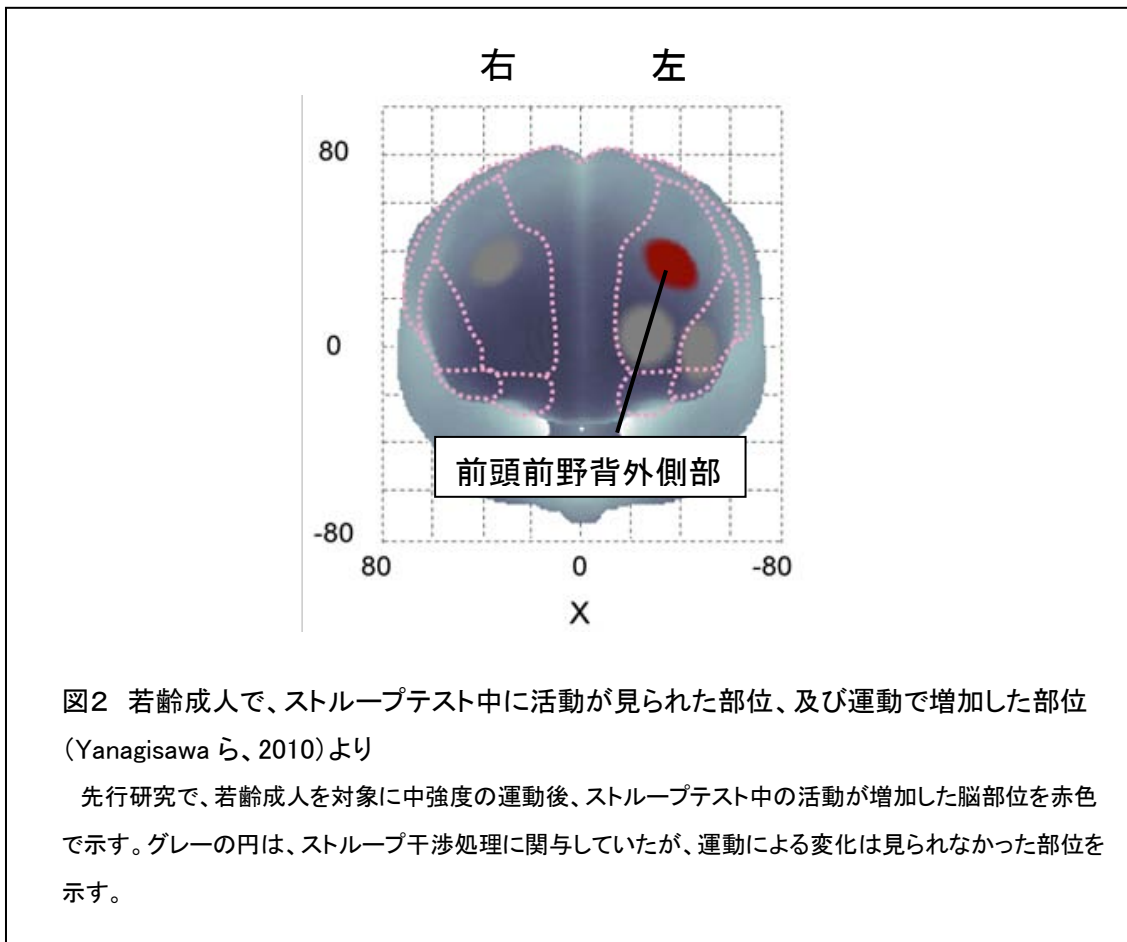 右 左
80
0
前頭前野背外側部
-80
80 0 -80
X
図2 若齢成人で、ストループテスト中に活動が見られた部位、及び運動で増加した部位
(Yanagisawa ら、2010)より
先行研究で、若齢成人を対象に中強度の運動後、ストループテスト中の活動が増加した脳部位を赤色
で示す。グレーの円は、ストループ干渉処理に関与していたが、運動による変化は見られなかった部位を
示す。